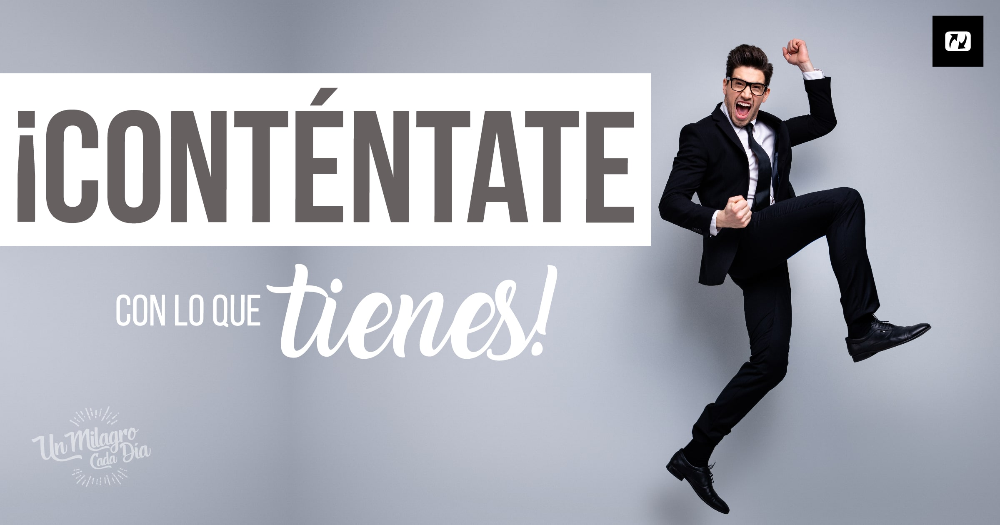 ¡CONTÉNTATE
CON LO QUE tienes!
Un Milagro
Cada Día